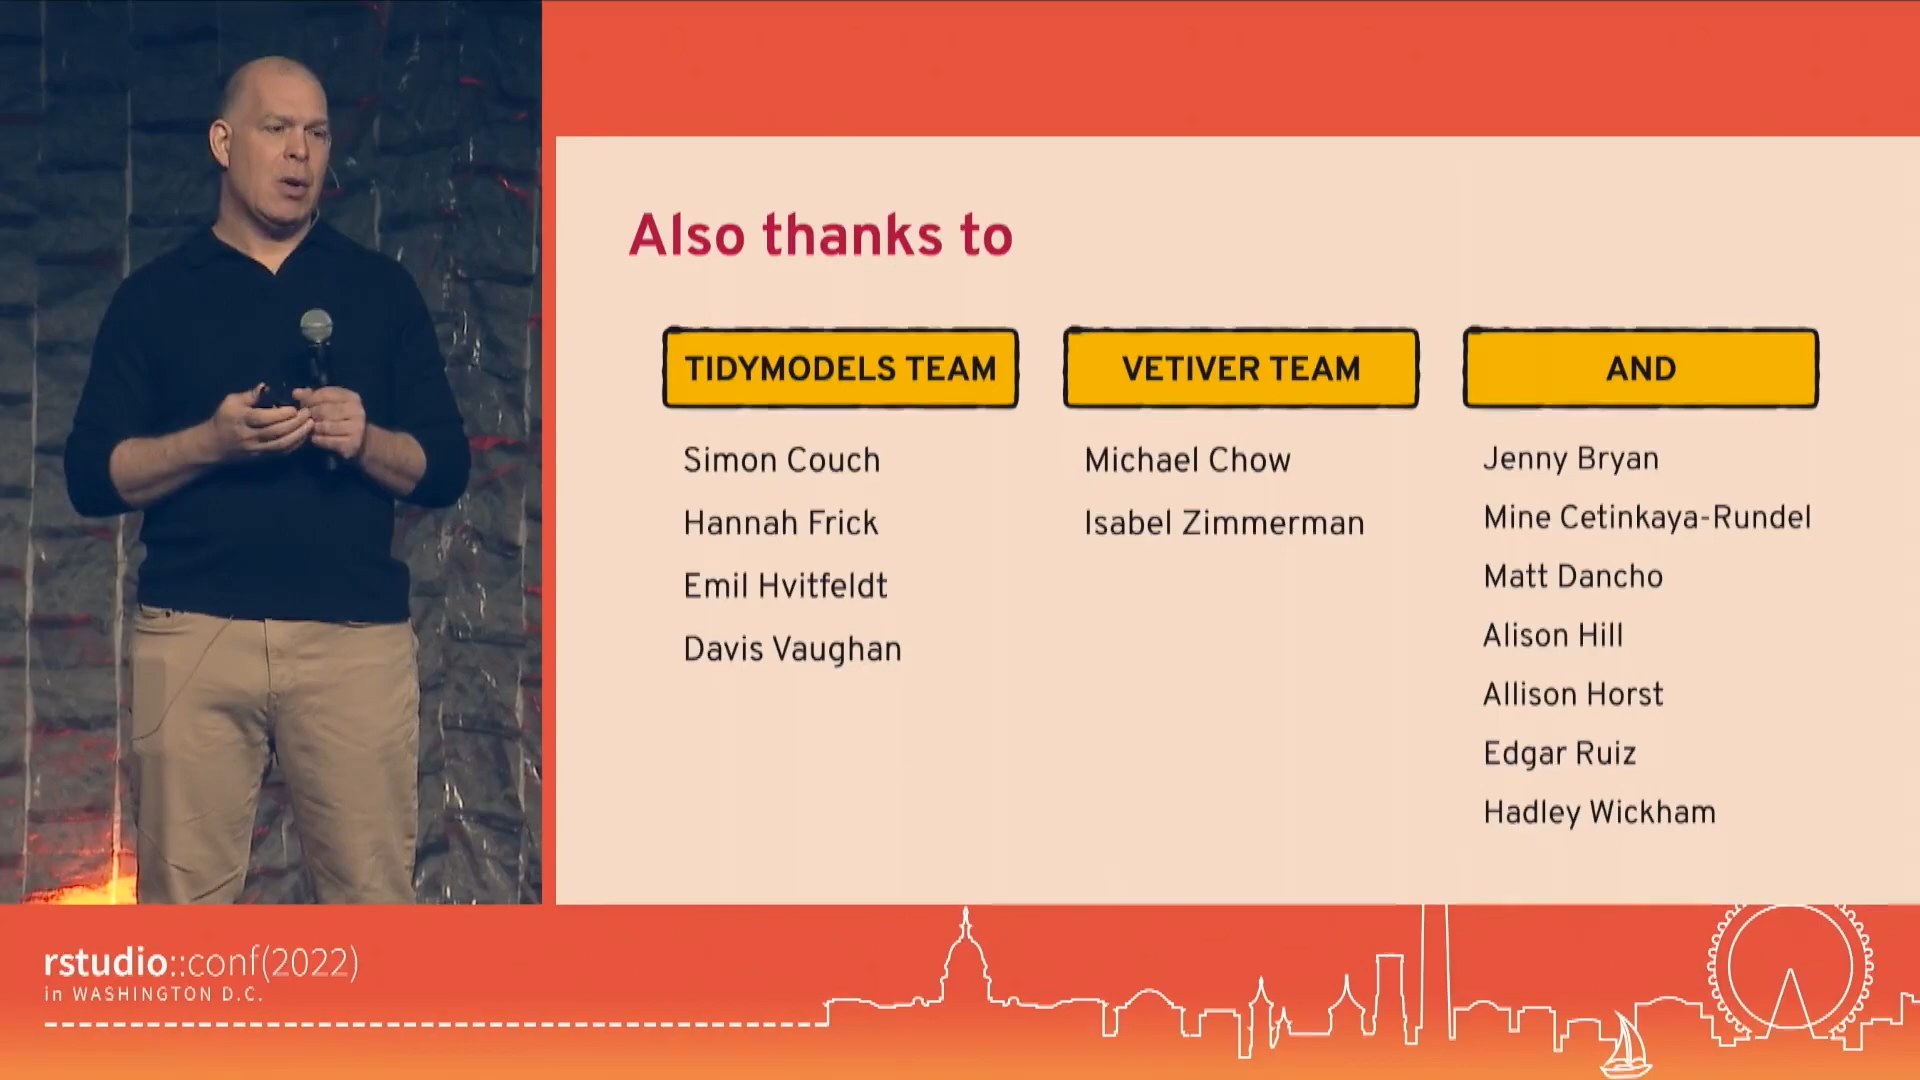 Also thanks to
TIDYMODELS TEAM
Simon Couch
Hannah Frick
Emil Hvitfeldt
Davis Vaughan
VETIVER TEAM
Michael Chow
Isabel Zimmerman
AND
Jenny Bryan
Mine Cetinkaya-Rundel
Matt Dancho
Alison Hill
Allison Horst
Edgar Ruiz
Hadley Wickham
rstudio::conf(2022)
in WASHINGTON D.C.